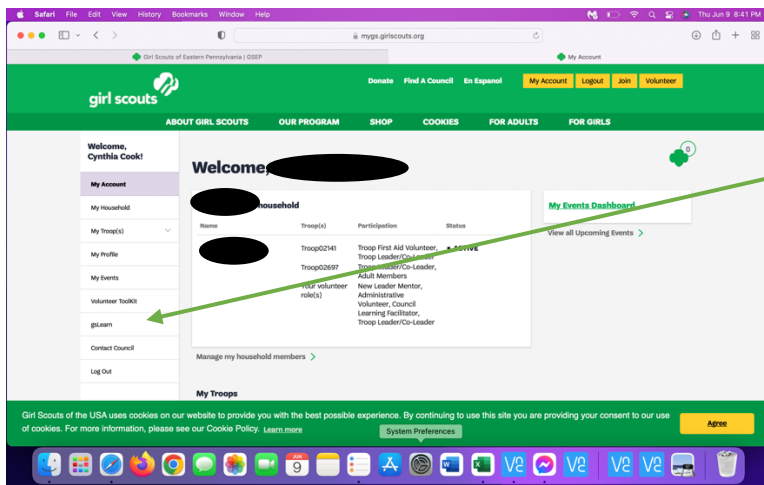 Safari File Edit View History Bookmarks Window Help Thu Jun 9 8:41 PM
mygs.girlscouts.org
Girl Scouts of Eastern Pennsylvania | GSEP My Account
girl scouts
Donate Find A Council En Espanol My Account Logout Join Volunteer
ABOUT GIRL SCOUTS OUR PROGRAM SHOP COOKIES FOR ADULTS FOR GIRLS
Welcome,
Cynthia Cook!
My Account
My Household
My Troop(s)
My Profile
My Events
Volunteer Toolkit
gsLearn
Contact Council
Log Out
Welcome,
0
household
Name Troop(s) Participation Status
Troop02141 Troop First Aid Volunteer, ACTIVE
Troop Leader/Co-Leader
Troop02697 Troop Leader/Co-Leader,
Adult Members
Your volunteer New Leader Mentor,
role(s) Administrative
Volunteer, Council
Learning Facilitator,
Troop Leader/Co-Leader
Manage my household members >
My Events Dashboard
View all Upcoming Events >
My Troops
Girl Scouts of the USA uses cookies on our website to provide you with the best possible experience. By continuing to use this site you are providing your consent to our use
of cookies. For more information, please see our Cookie Policy. Learn more
Agree
System Preferences
JUN
9